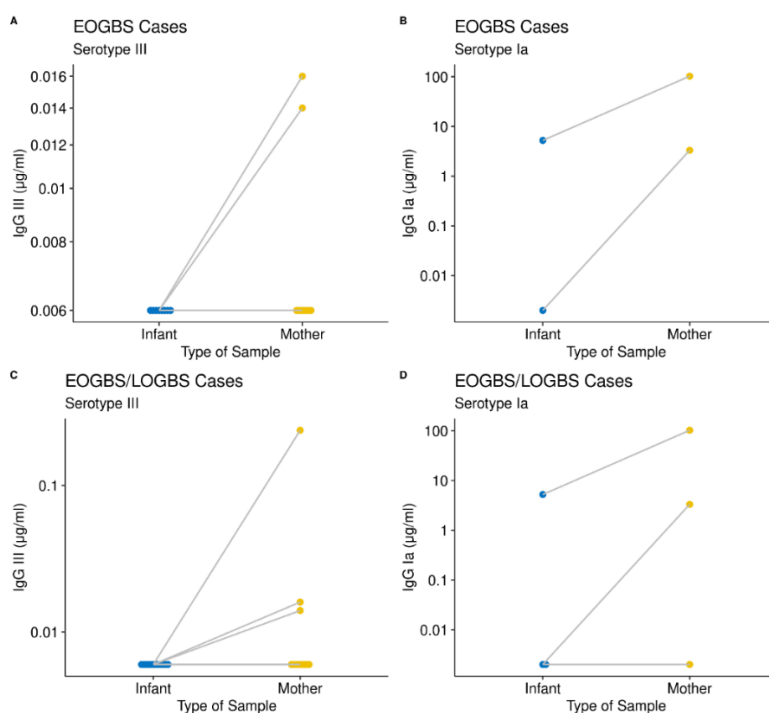 A
EOGBS Cases
Serotype III
0.016
0.014
0.012
0.01
0.008
0.006
IgG III (µg/ml)
Infant
Mother
Type of Sample
B
EOGBS Cases
Serotype Ia
100
10
1
0.1
0.01
IgG Ia (µg/ml)
Infant
Mother
Type of Sample
C
EOGBS/LOGBS Cases
Serotype III
0.1
0.01
IgG III (µg/ml)
Infant
Mother
Type of Sample
D
EOGBS/LOGBS Cases
Serotype Ia
100
10
1
0.1
0.01
IgG Ia (µg/ml)
Infant
Mother
Type of Sample